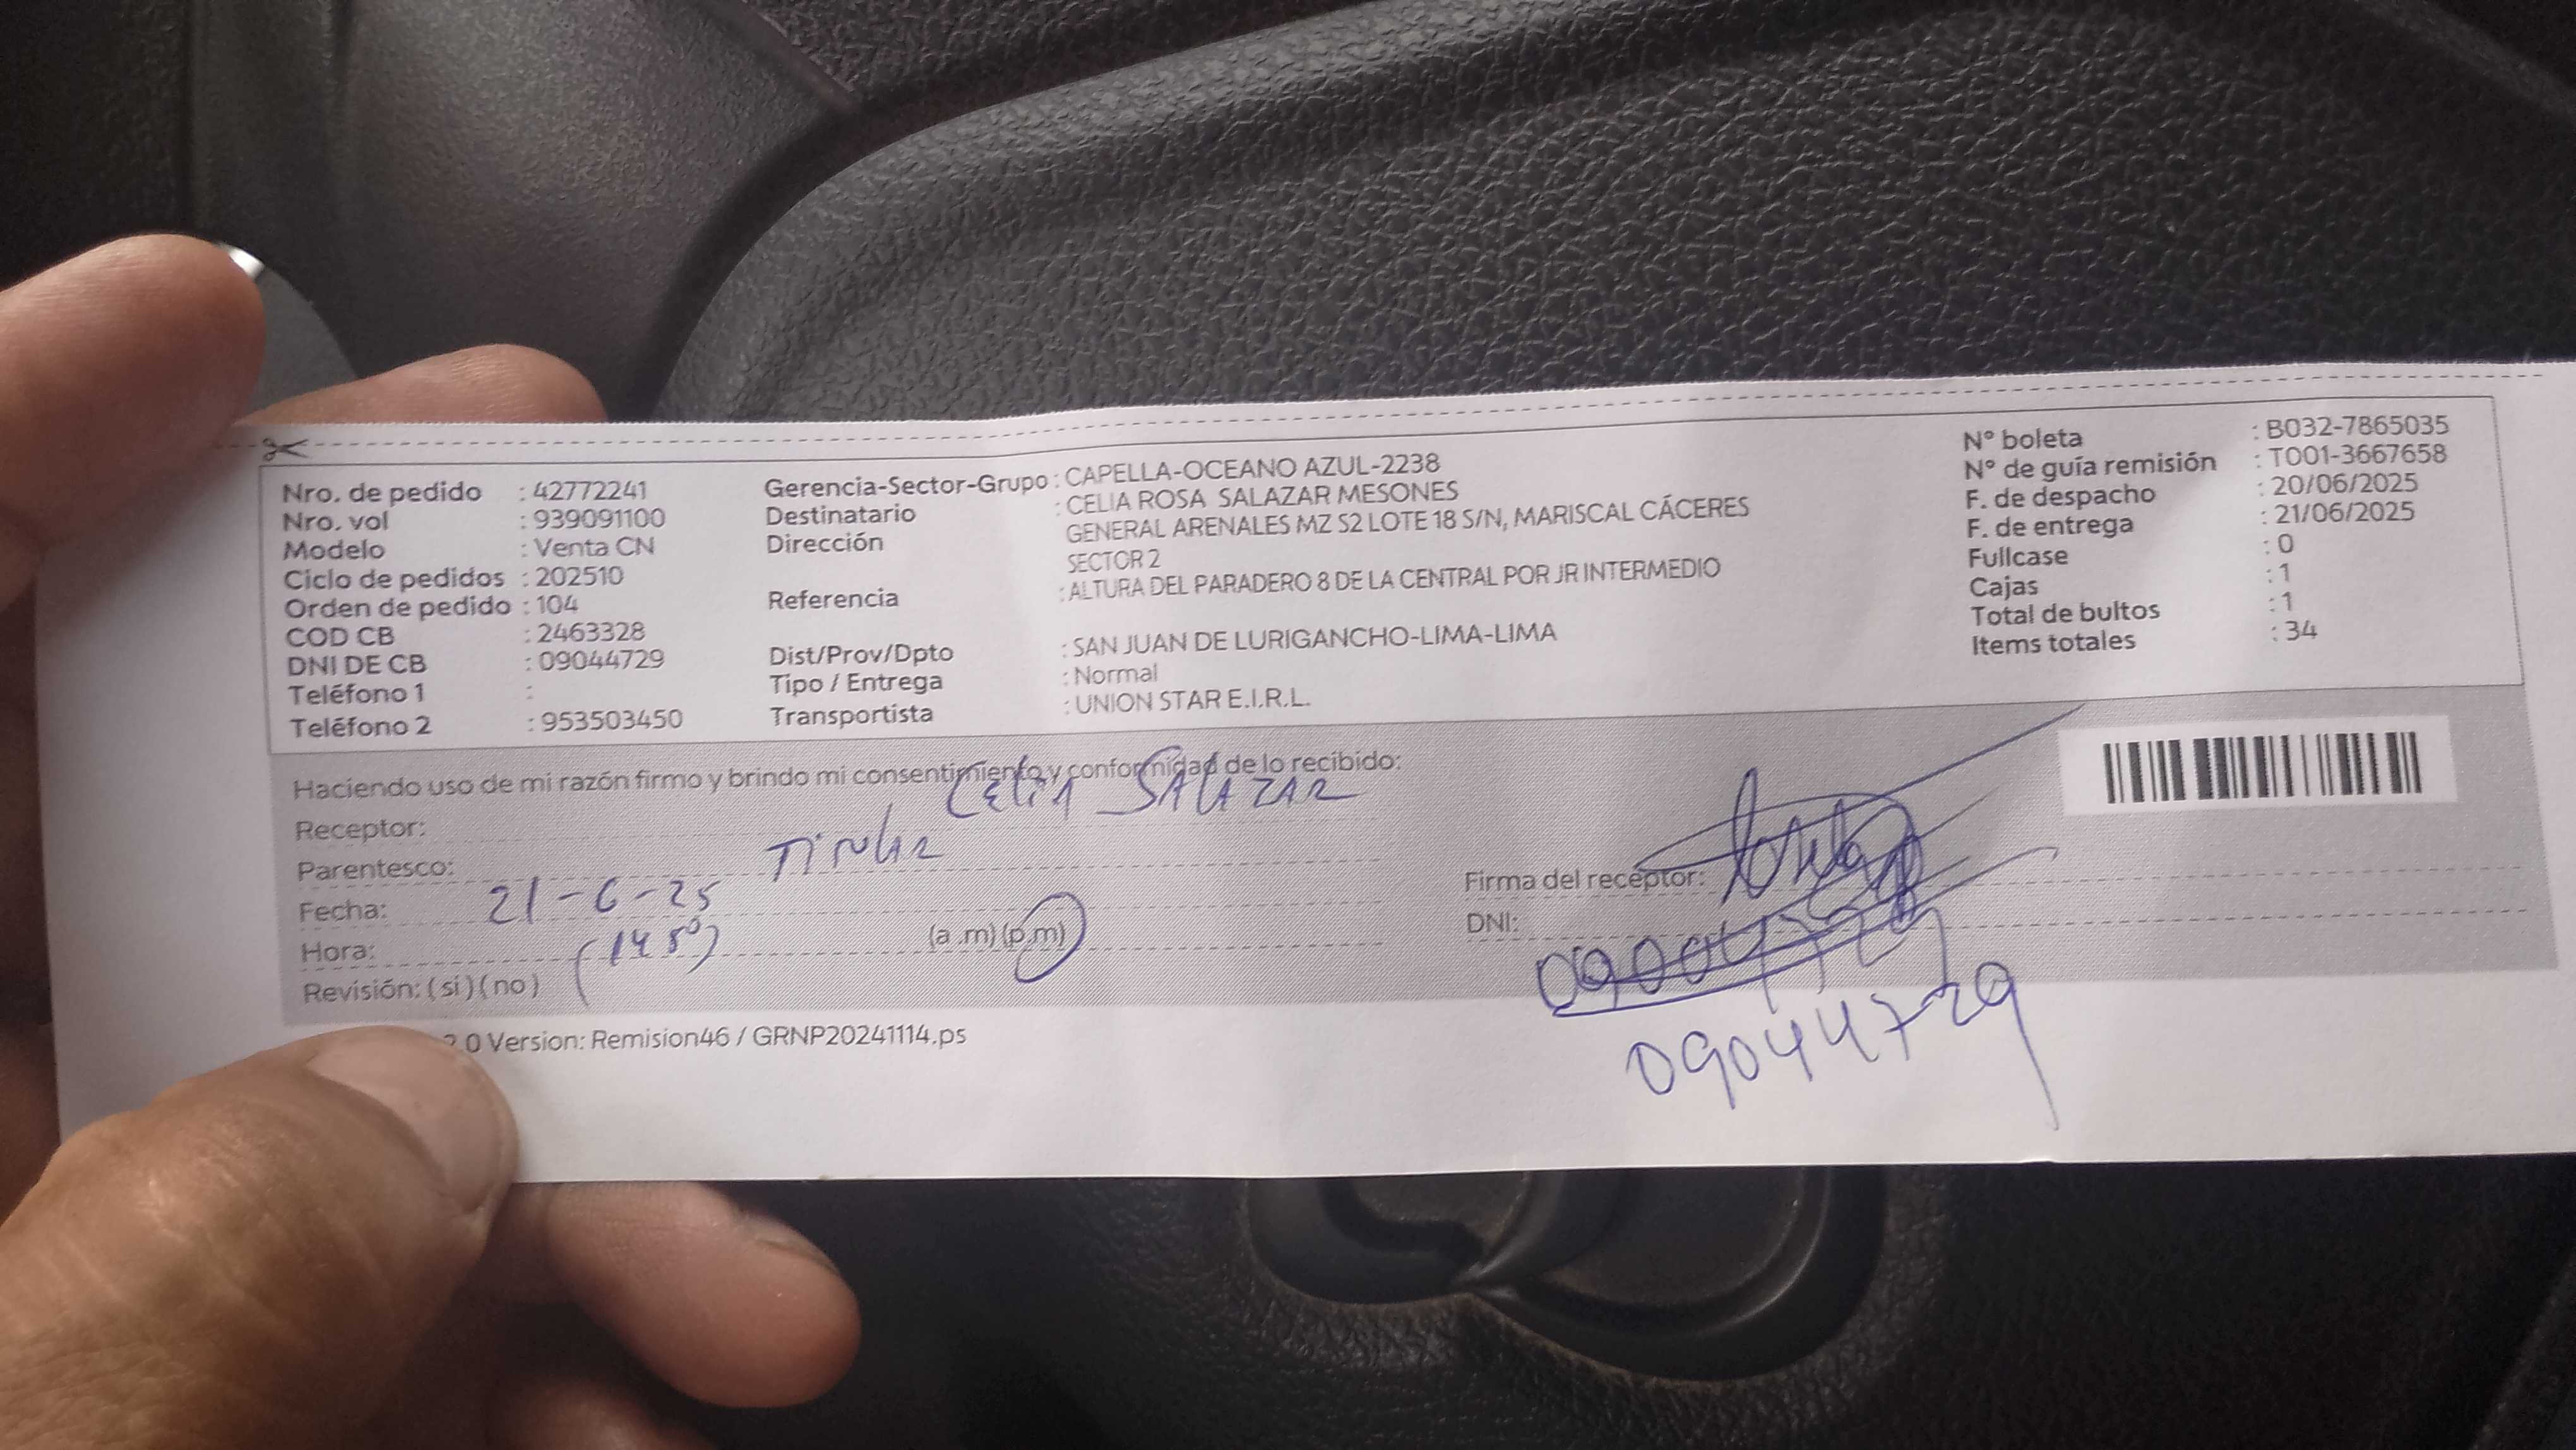 Nro. de pedido : 42772241
Nro. vol : 939091100
Modelo : Venta CN
Ciclo de pedidos : 202510
Orden de pedido : 104
COD CB : 2463328
DNI DE CB : 09044729
Teléfono 1 :
Teléfono 2 : 953503450
Gerencia-Sector-Grupo : CAPELLA-OCEANO AZUL-2238
Destinatario : CELIA ROSA SALAZAR MESONES
Dirección GENERAL ARENALES MZ S2 LOTE 18 S/N, MARISCAL CÁCERES
SECTOR 2
Referencia : ALTURA DEL PARADERO 8 DE LA CENTRAL POR JR INTERMEDIO
Dist/Prov/Dpto : SAN JUAN DE LURIGANCHO-LIMA-LIMA
Tipo / Entrega : Normal
Transportista : UNION STAR E.I.R.L.
N° boleta : B032-7865035
N° de guía remisión : T001-3667658
F. de despacho : 20/06/2025
F. de entrega : 21/06/2025
Fullcase : 0
Cajas : 1
Total de bultos : 1
Items totales : 34
Haciendo uso de mi razón firmo y brindo mi consentimiento y conformidad de lo recibido:
Receptor: CELIA SALAZAR
Parentesco: Titular
Fecha: 21-6-25
Hora: (1450) (a.m)(p.m)
Revisión: (si)(no)
Firma del receptor:
DNI:
09044729
2.0 Version: Remision46 / GRNP20241114.ps